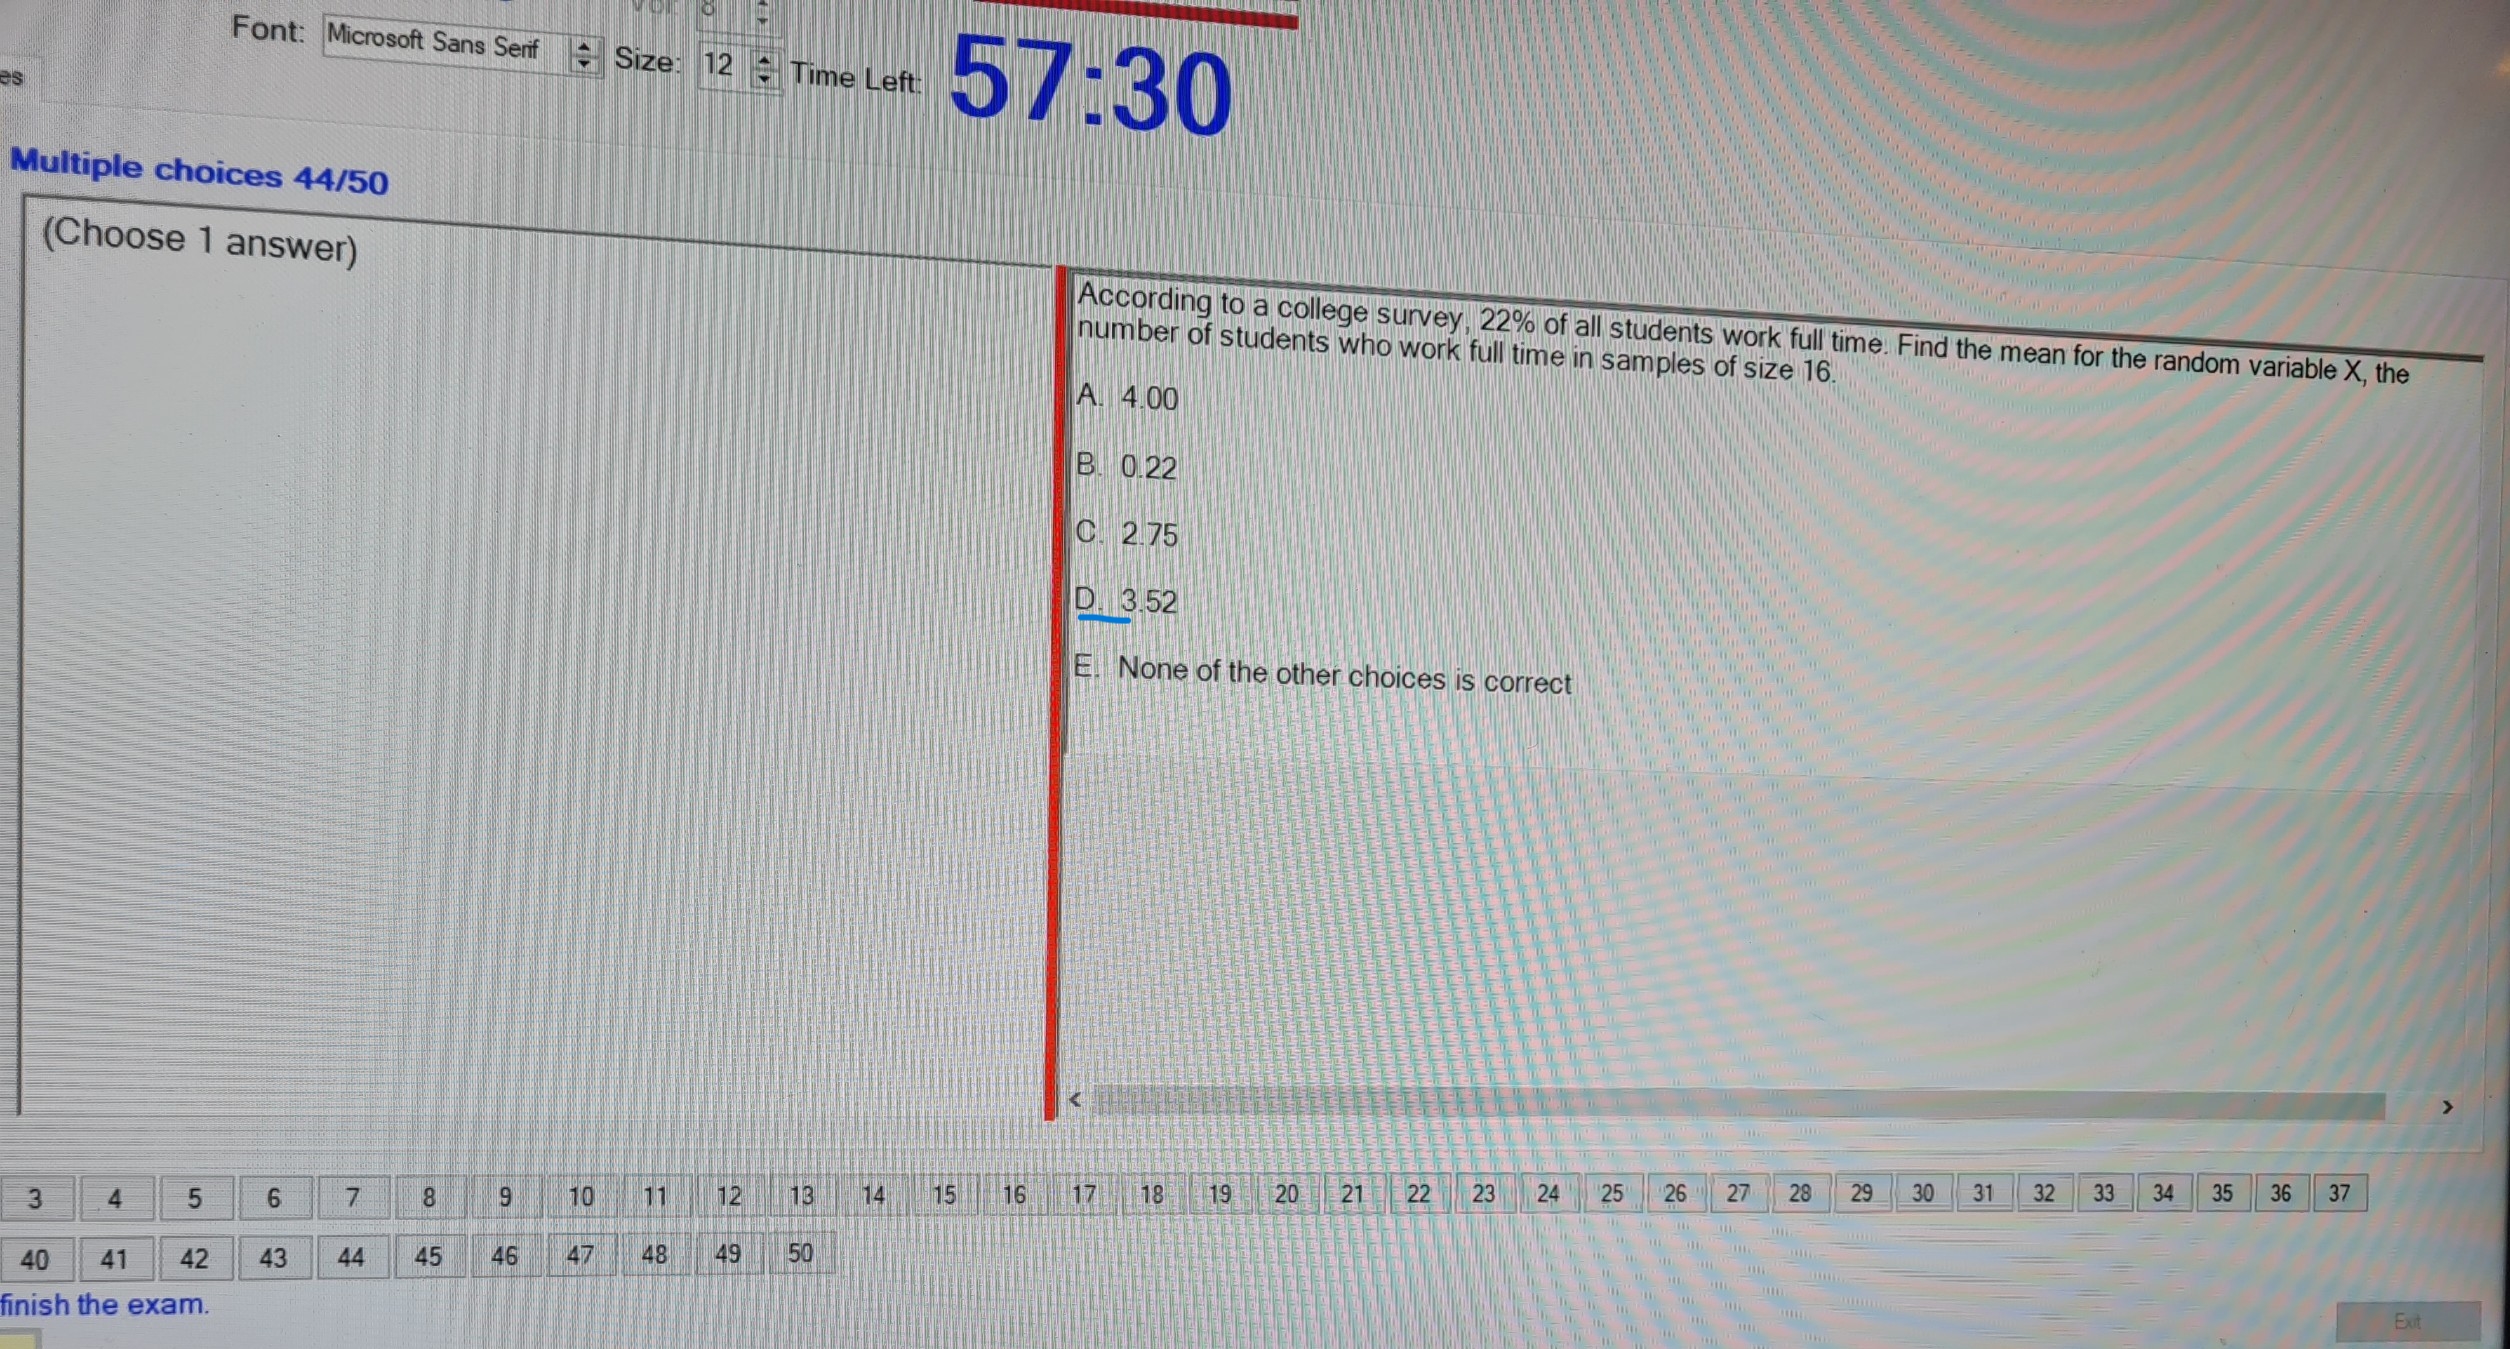 Font: Microsoft Sans Serif Size: 12 Time Left: 57:30
es
Multiple choices 44/50
(Choose 1 answer)
According to a college survey, 22% of all students work full time. Find the mean for the random variable X, the
number of students who work full time in samples of size 16.
A. 4.00
B. 0.22
C. 2.75
D. 3.52
E. None of the other choices is correct
< >
3 4 5 6 7 8 9 10 11 12 13 14 15 16 17 18 19 20 21 22 23 24 25 26 27 28 29 30 31 32 33 34 35 36 37
40 41 42 43 44 45 46 47 48 49 50
finish the exam.
Exit